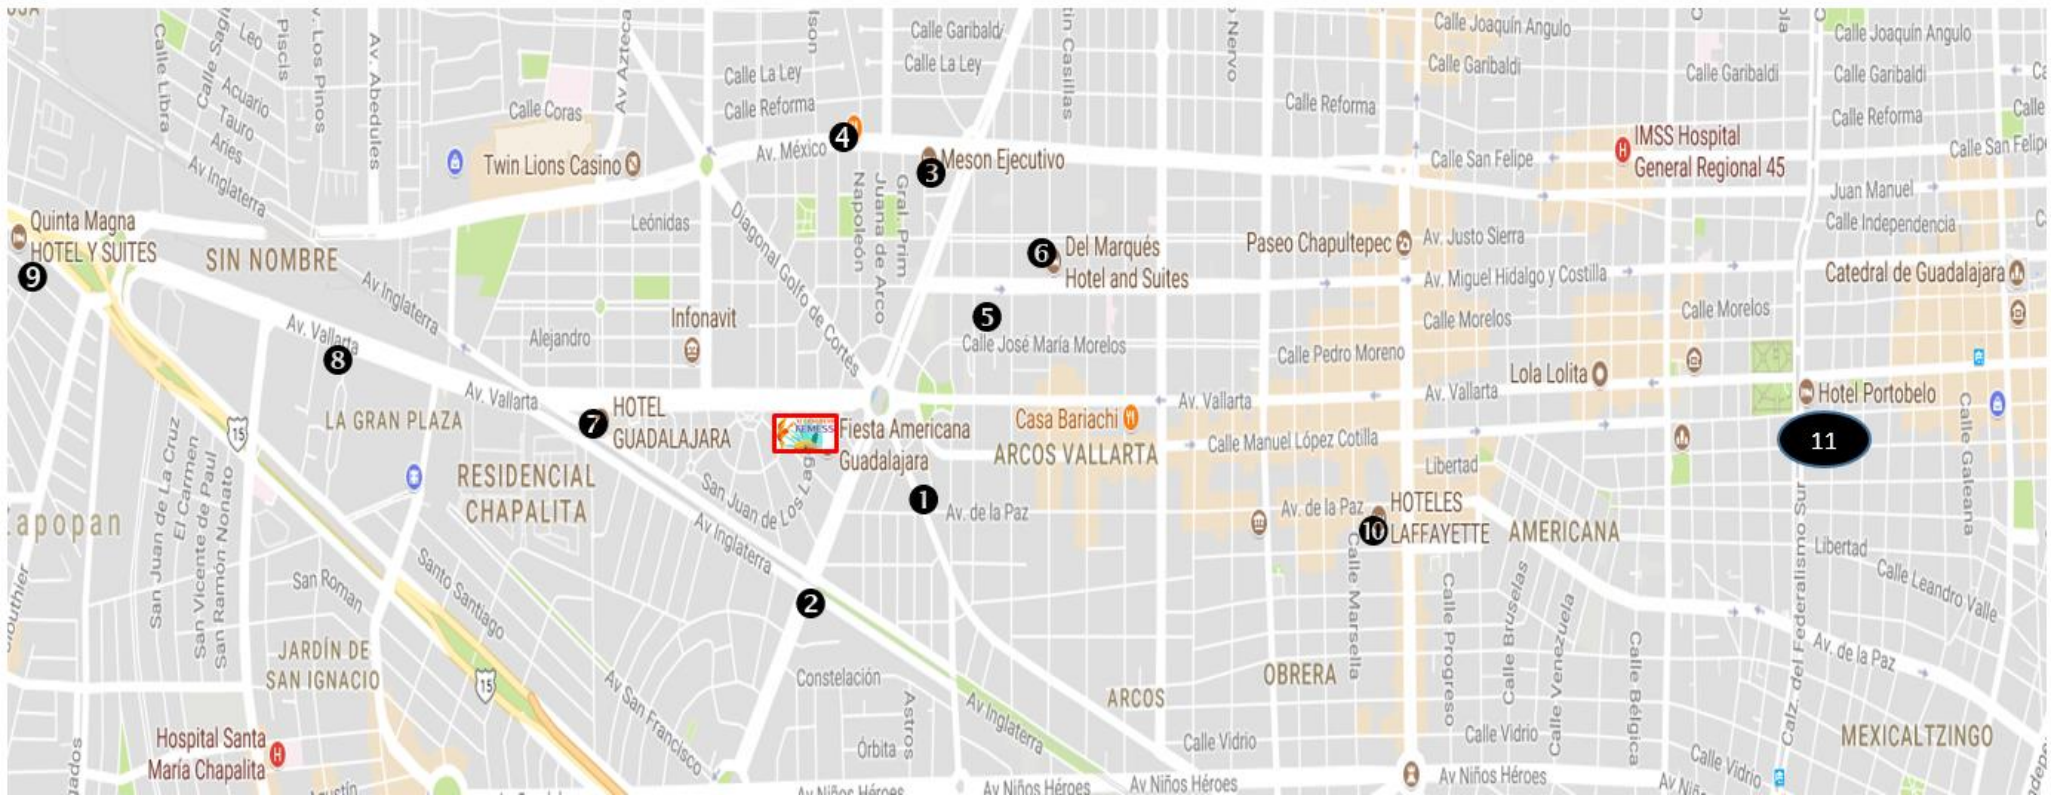 Calle Libra
Calle Sagi
Leo
Piscis
v. Los Pinos
Acuario
Tauro
Aries
Av. Abedules
Av Inglaterra
Calle Coras
Av Azteca
Twin Lions Casino
Calle La Ley
Calle Reforma
Av. México
4
lson
Calle Garibaldi
Calle La Ley
tin Casillas
Nervo
Meson Ejecutivo
3
Calle Reforma
Calle Joaquín Angulo
Calle Garibaldi
Calle San Felipe
IMSS Hospital
General Regional 45
Calle Garibaldi
Calle Joaquín Angulo
Calle Garibaldi
Calle Reforma
Calle
Calle San Felipe
Juan Manuel
Calle Independencia
Quinta Magna
HOTEL Y SUITES
9
SIN NOMBRE
Av Inglaterra
Leónidas
Diagonal Golfo de Cortés
Napoleón
Juana de Arco
Gral. Prim
6
Del Marqués
Hotel and Suites
Paseo Chapultepec
Av. Justo Sierra
Av. Miguel Hidalgo y Costilla
Catedral de Guadalajara
Av. Vallarta
8
Alejandro
Infonavit
5
Calle José María Morelos
Calle Morelos
Calle Morelos
Calle Pedro Moreno
Lola Lolita
LA GRAN PLAZA
Av. Vallarta
7
HOTEL
GUADALAJARA
Fiesta Americana
Guadalajara
Casa Bariachi
ARCOS VALLARTA
Av. Vallarta
Av. Vallarta
Calle Manuel López Cotilla
Hotel Portobelo
11
Calle Galeana
15
RESIDENCIAL
CHAPALITA
San Juan de Los Lag
1
Av. de la Paz
Libertad
Av. de la Paz
HOTELES
LAFFAYETTE
10
AMERICANA
apopan
San Juan de La Cruz
El Carmen
San Vicente de Paul
San Ramón Nonato
Av Inglaterra
2
Santo Santiago
San Roman
Calle Marsella
Calle Progreso
Calle Bruselas
Calle Venezuela
Calle Bélgica
Calz. del Federalismo Sur
Libertad
Calle Leandro Valle
Av. de la Paz
JARDÍN DE
SAN IGNACIO
15
Av San Francisco
Constelación
Astros
Órbita
Av Inglaterra
ARCOS
OBRERA
Hospital Santa
María Chapalita
Calle Vidrio
Calle Vidrio
Calle Vidrio
MEXICALTZINGO
Av Niños Héroes
Av Niños Héroes
Av Niños Héroes
Av Niños Héroes